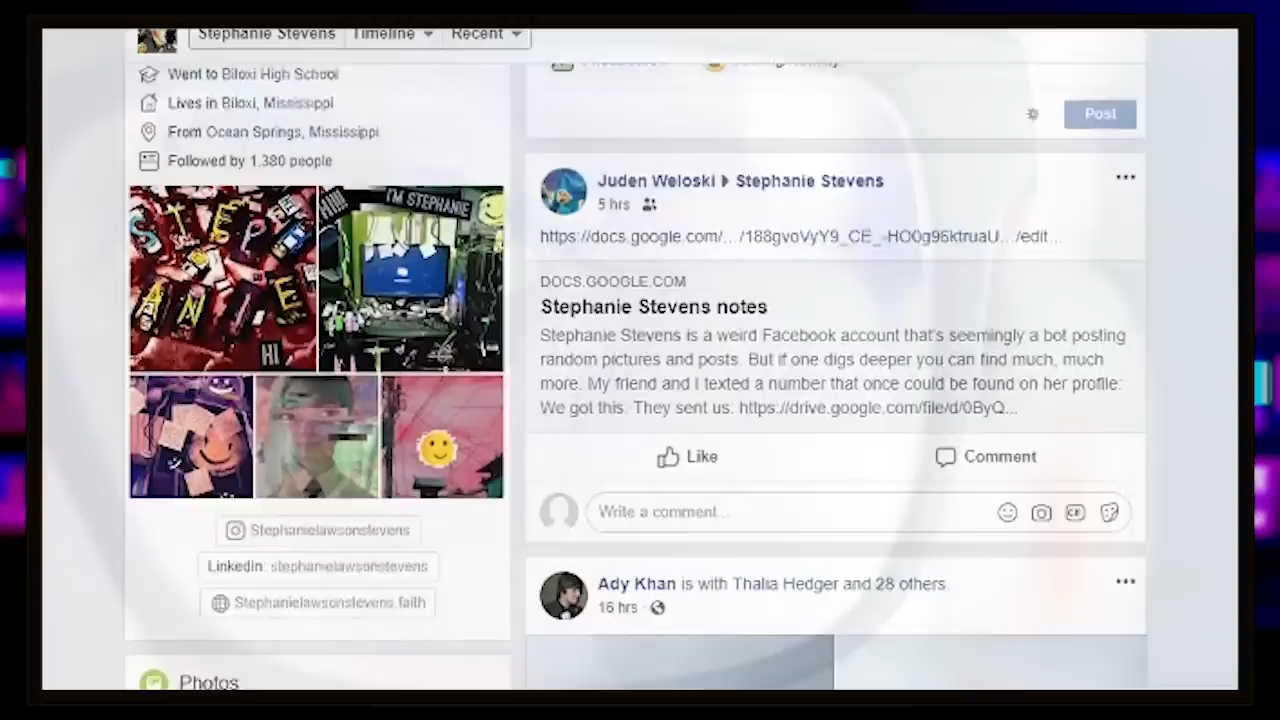 Stephanie Stevens Timeline Recent
Went to Biloxi High School
Lives in Biloxi, Mississippi
From Ocean Springs, Mississippi
Followed by 1,380 people
STEP
ANIE
HI
HI!!
I'M STEPHANIE
Stephanielawsonstevens
LinkedIn: stephanielawsonstevens
Stephanielawsonstevens.faith
Photos
Post
Juden Weloski Stephanie Stevens
5 hrs
https://docs.google.com/…/188gvoVyY9_CE_-HO0g96ktruaU…/edit…
DOCS.GOOGLE.COM
Stephanie Stevens notes
Stephanie Stevens is a weird Facebook account that's seemingly a bot posting
random pictures and posts. But if one digs deeper you can find much, much
more. My friend and I texted a number that once could be found on her profile:
We got this. They sent us: https://drive.google.com/file/d/0ByQ...
Like Comment
Write a comment...
GIF
Ady Khan is with Thalia Hedger and 28 others.
16 hrs ·